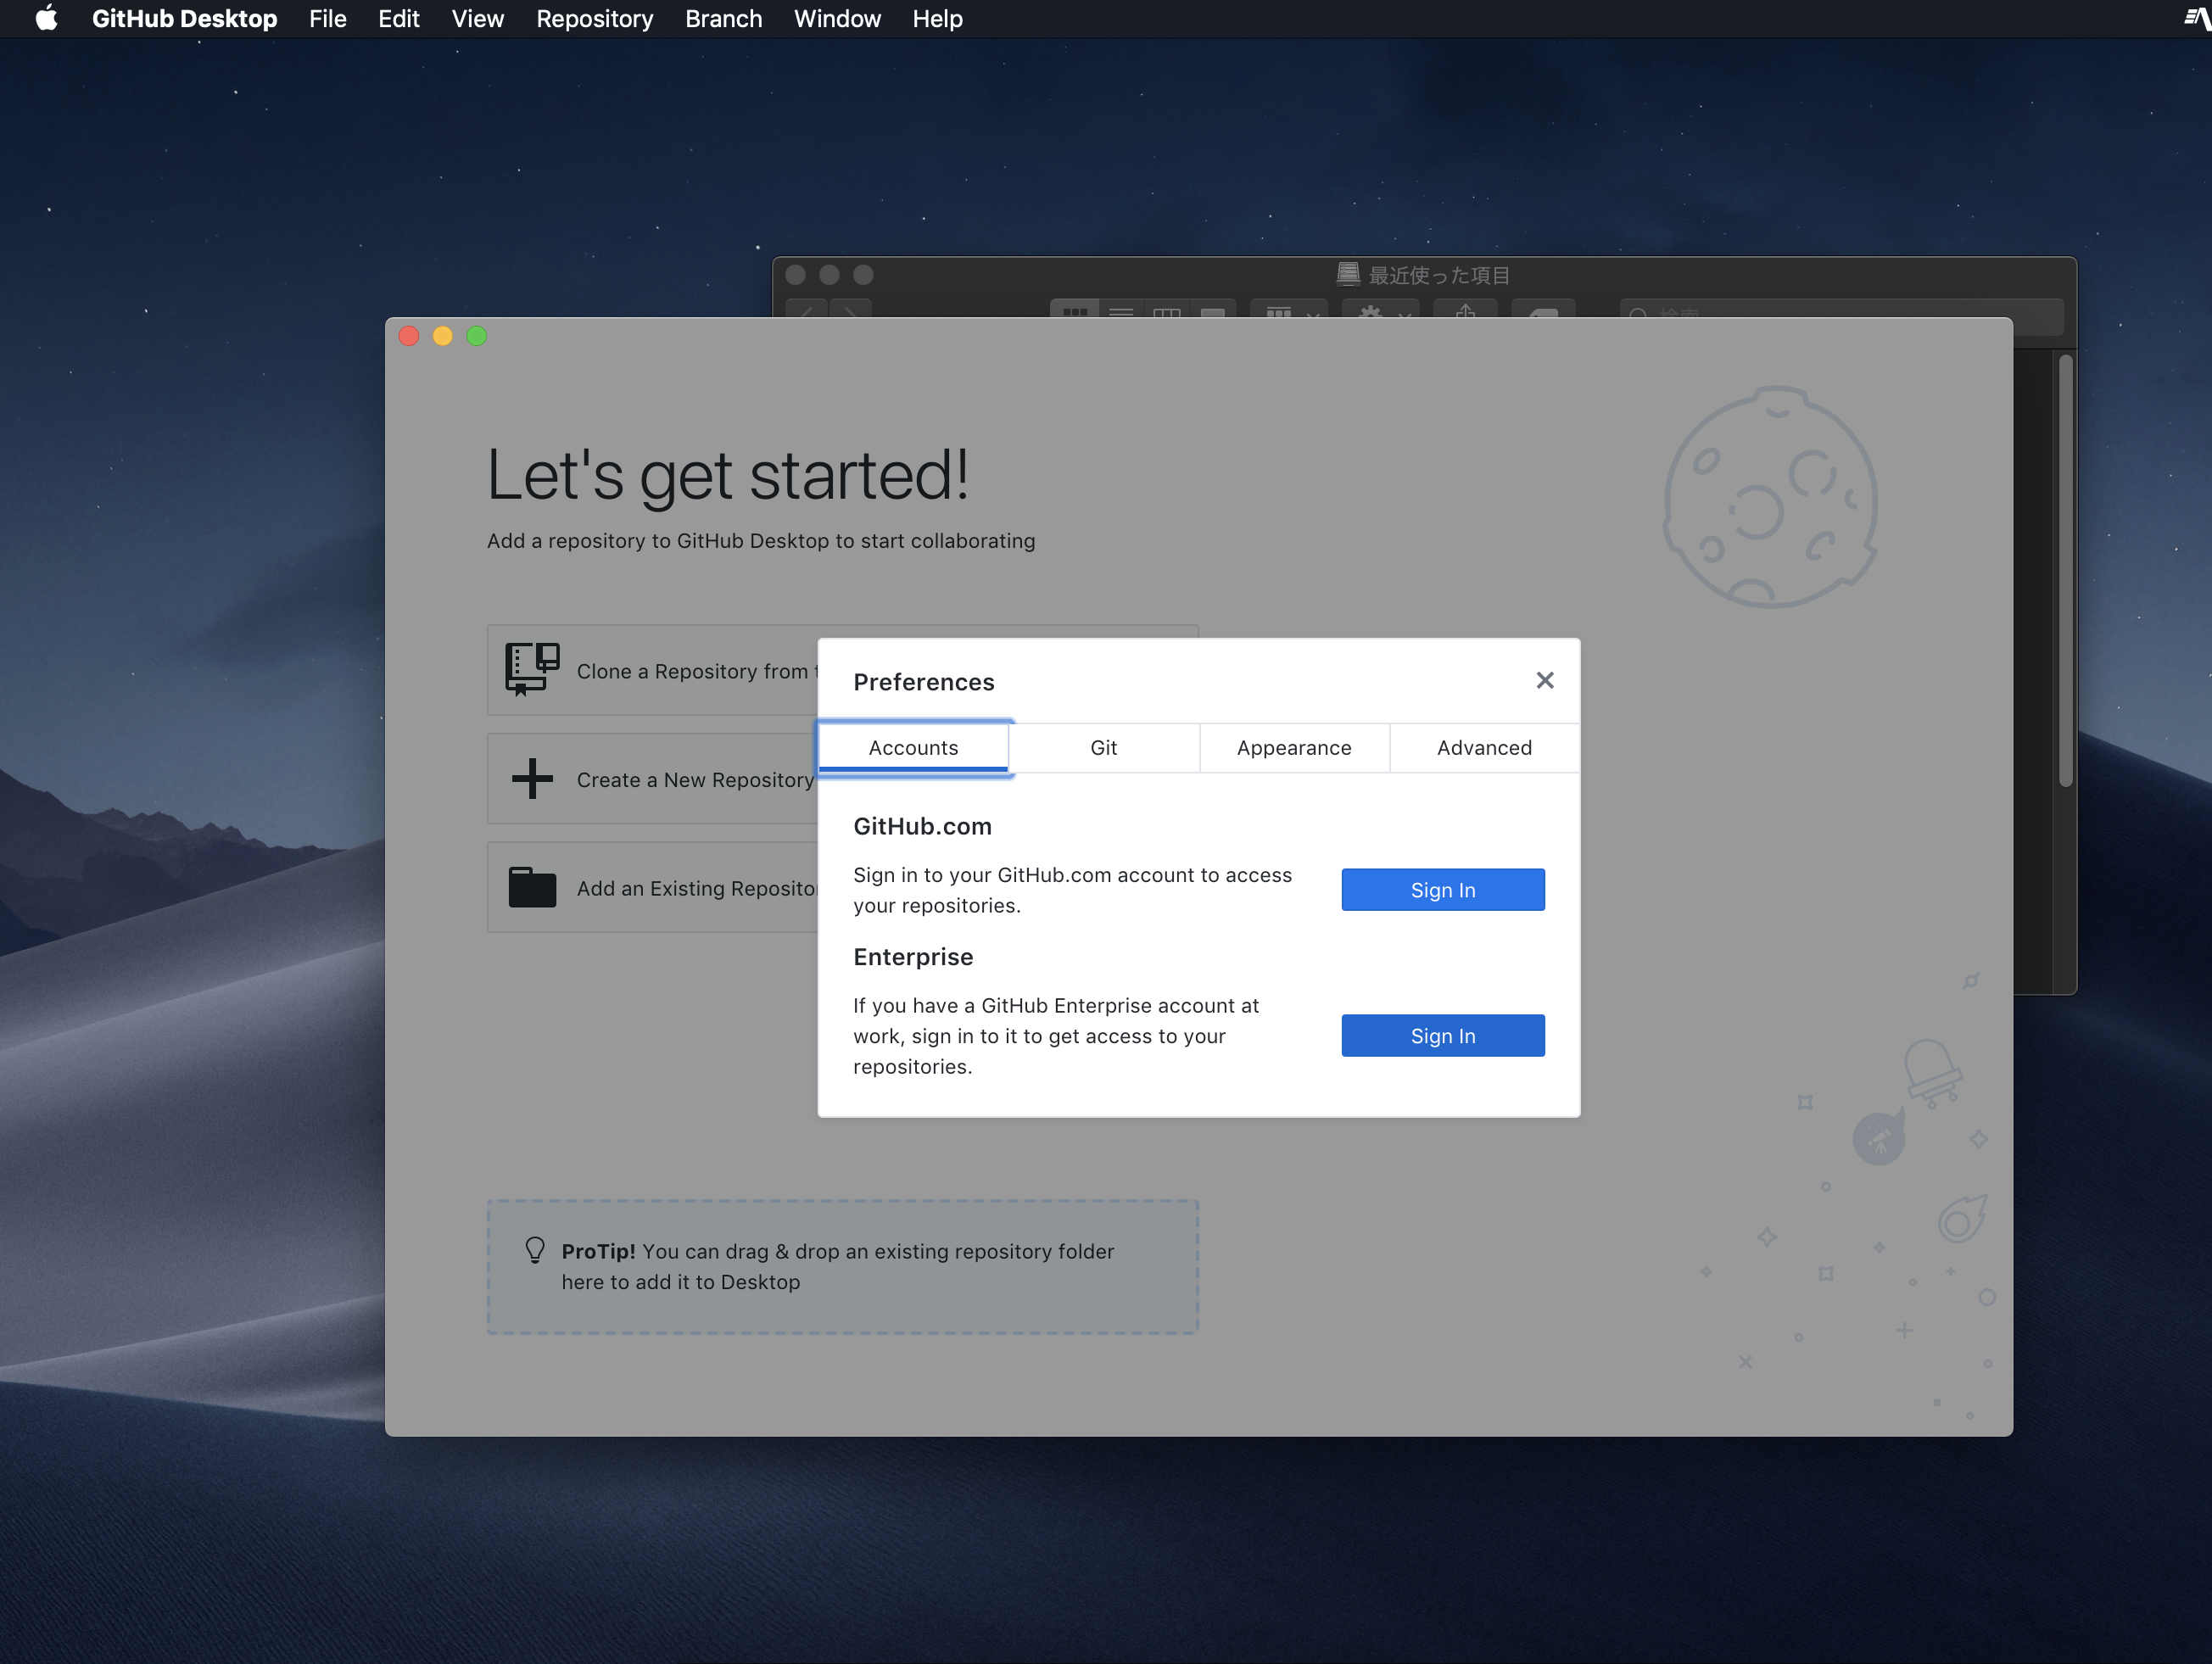 GitHub Desktop File Edit View Repository Branch Window Help
最近使った項目
検索
Let's get started!
Add a repository to GitHub Desktop to start collaborating
Clone a Repository from
Create a New Repository
Add an Existing
Preferences
Accounts Git Appearance Advanced
GitHub.com
Sign in to your GitHub.com account to access
your repositories.
Sign In
Enterprise
If you have a GitHub Enterprise account at
work, sign in to it to get access to your
repositories.
Sign In
ProTip! You can drag & drop an existing repository folder
here to add it to Desktop